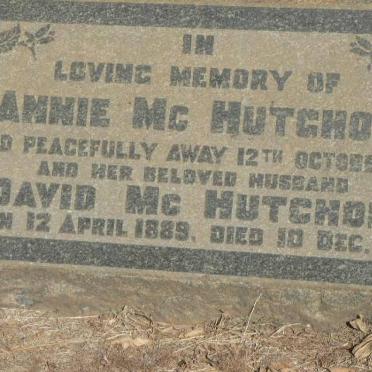 IN
LOVING MEMORY OF
ANNIE MC HUTCHO
D PEACEFULLY AWAY 12TH OCTOBE
AND HER BELOVED HUSBAND
DAVID MC HUTCHO
N 12 APRIL 1889. DIED 10 DEC.